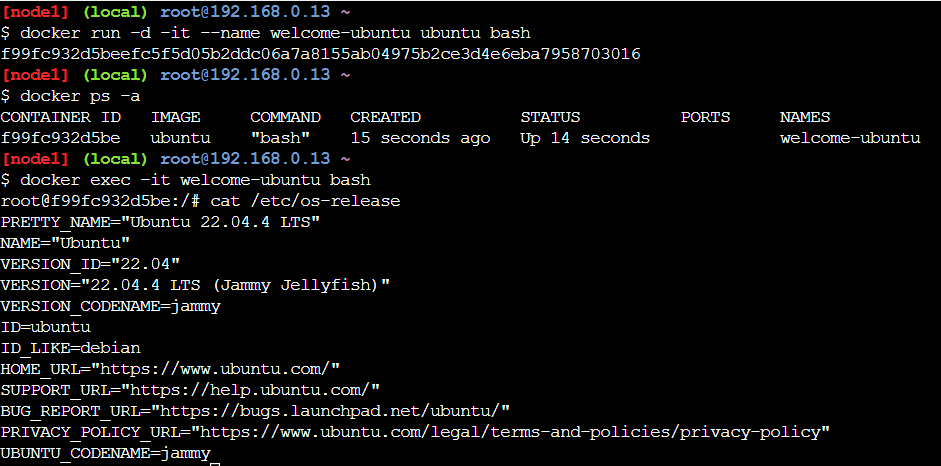 [node1] (local) root@192.168.0.13 ~
$ docker run -d -it --name welcome-ubuntu ubuntu bash
f99fc932d5beefc5f5d05b2ddc06a7a8155ab04975b2ce3d4e6eba7958703016
[node1] (local) root@192.168.0.13 ~
$ docker ps -a
CONTAINER ID   IMAGE     COMMAND   CREATED          STATUS          PORTS     NAMES
f99fc932d5be   ubuntu    "bash"    15 seconds ago   Up 14 seconds             welcome-ubuntu
[node1] (local) root@192.168.0.13 ~
$ docker exec -it welcome-ubuntu bash
root@f99fc932d5be:/# cat /etc/os-release
PRETTY_NAME="Ubuntu 22.04.4 LTS"
NAME="Ubuntu"
VERSION_ID="22.04"
VERSION="22.04.4 LTS (Jammy Jellyfish)"
VERSION_CODENAME=jammy
ID=ubuntu
ID_LIKE=debian
HOME_URL="https://www.ubuntu.com/"
SUPPORT_URL="https://help.ubuntu.com/"
BUG_REPORT_URL="https://bugs.launchpad.net/ubuntu/"
PRIVACY_POLICY_URL="https://www.ubuntu.com/legal/terms-and-policies/privacy-policy"
UBUNTU_CODENAME=jammy